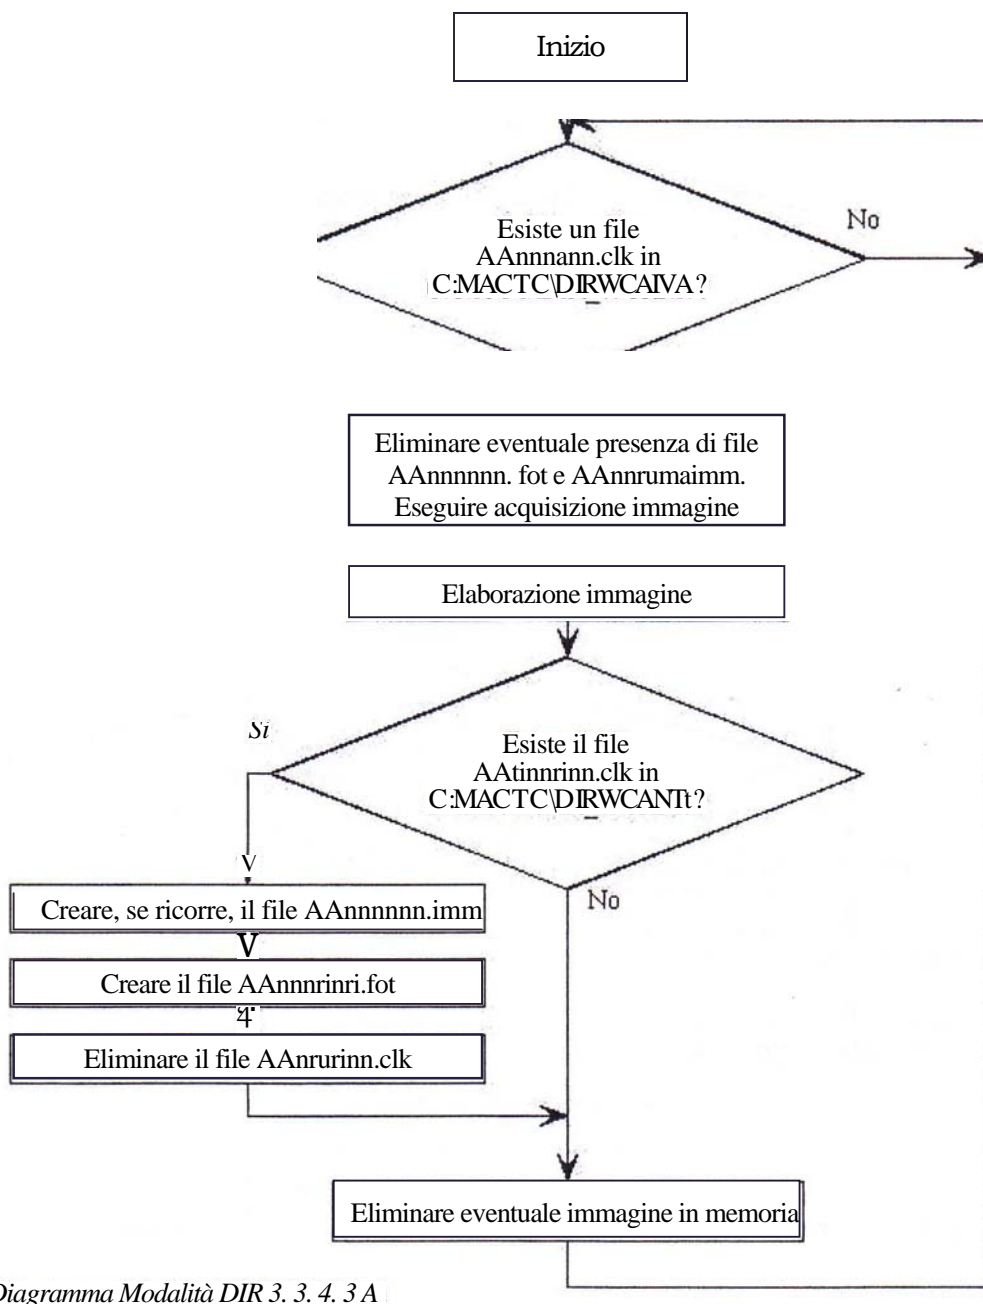 Inizio
No
Esiste un file
AAnnnann.clk in
C:MACTC\DIRWCAIVA?
Eliminare eventuale presenza di file
AAnnnnnn. fot e AAnnrumaimm.
Eseguire acquisizione immagine
Elaborazione immagine
Si
Esiste il file
AAtinnrinn.clk in
C:MACTC\DIRWCANTt?
V
No
Creare, se ricorre, il file AAnnnnnn.imm
V
Creare il file AAnnnrinri.fot
4'
Eliminare il file AAnrurinn.clk
Eliminare eventuale immagine in memoria
Diagramma Modalità DIR 3. 3. 4. 3 A